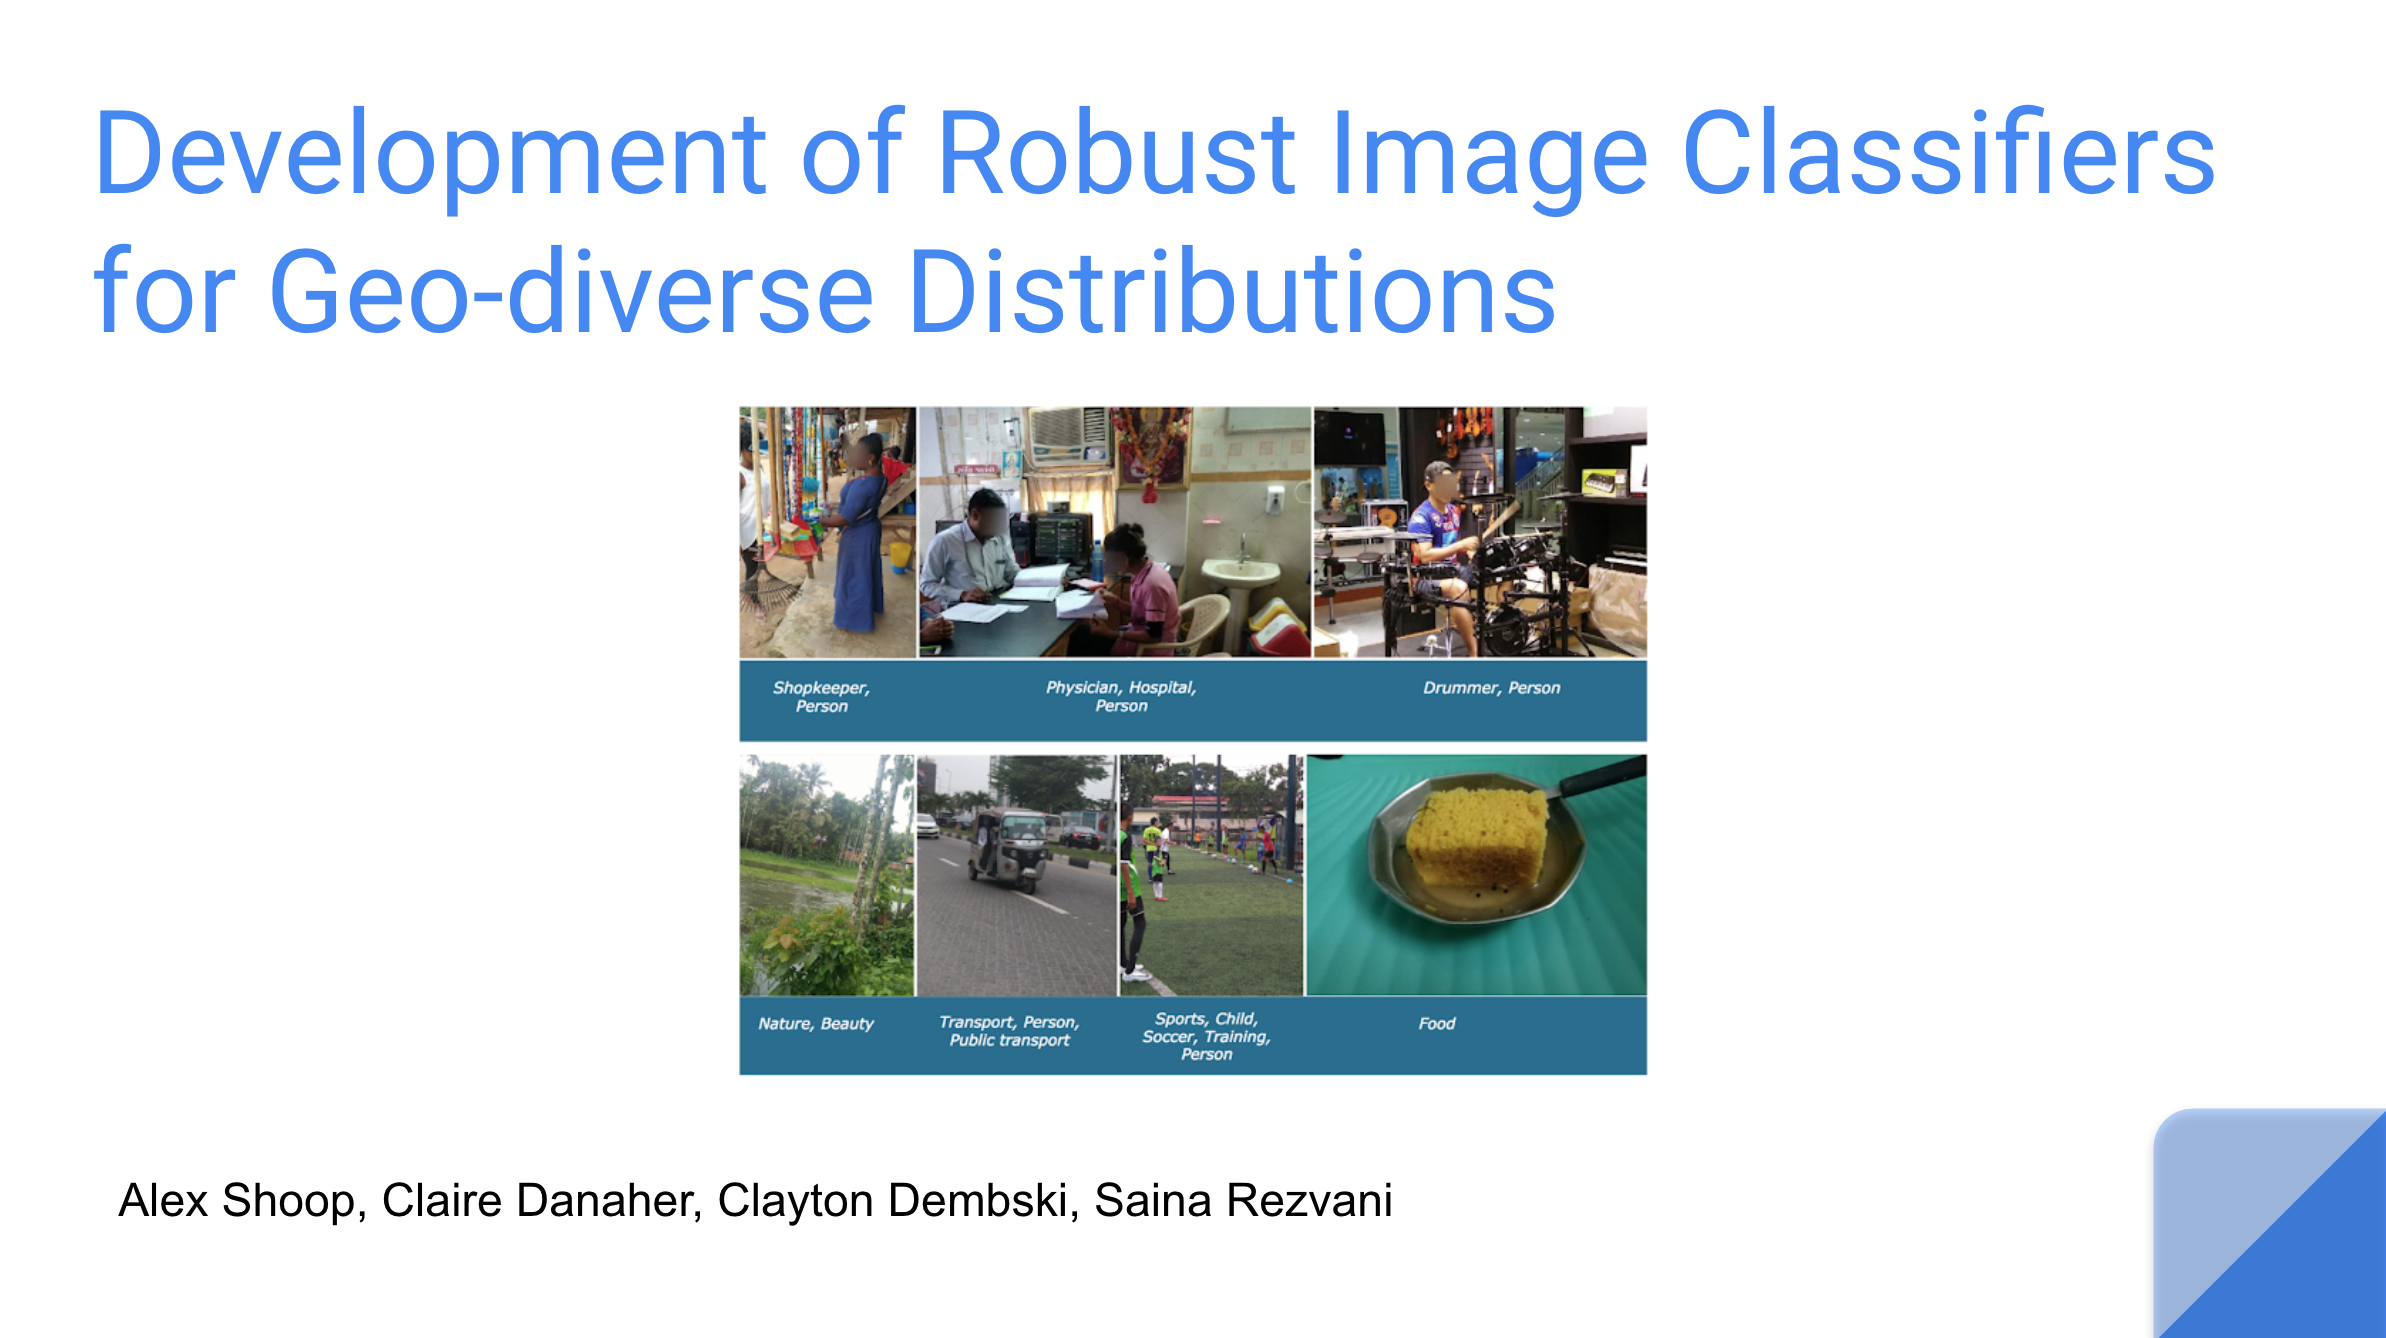 Development of Robust Image Classifiers
for Geo-diverse Distributions
Shopkeeper,
Person
Physician, Hospital,
Person
Drummer, Person
Nature, Beauty
Transport, Person,
Public transport
Sports, Child,
Soccer, Training,
Person
Food
Alex Shoop, Claire Danaher, Clayton Dembski, Saina Rezvani